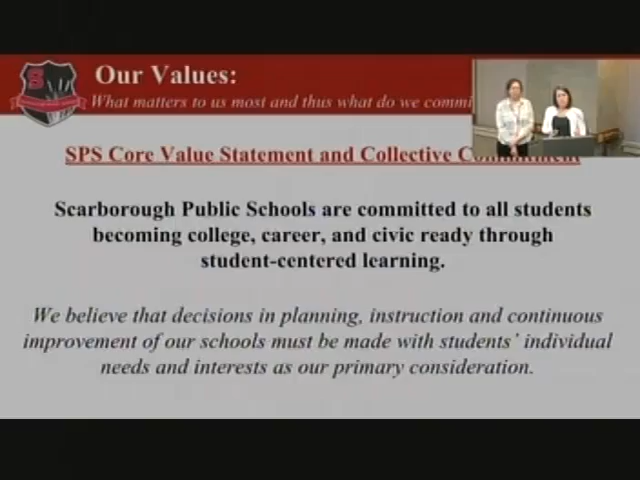 Our Values:
What matters to us most and thus what do we commi
SPS Core Value Statement and Collective Commitment
Scarborough Public Schools are committed to all students
becoming college, career, and civic ready through
student-centered learning.
We believe that decisions in planning, instruction and continuous
improvement of our schools must be made with students' individual
needs and interests as our primary consideration.